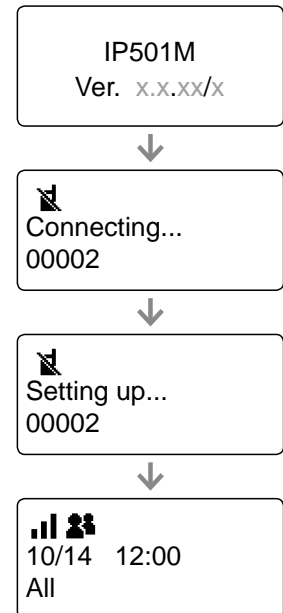 IP501M
Ver. x.x.xx/x
Connecting...
00002
Setting up...
00002
10/14 12:00
All